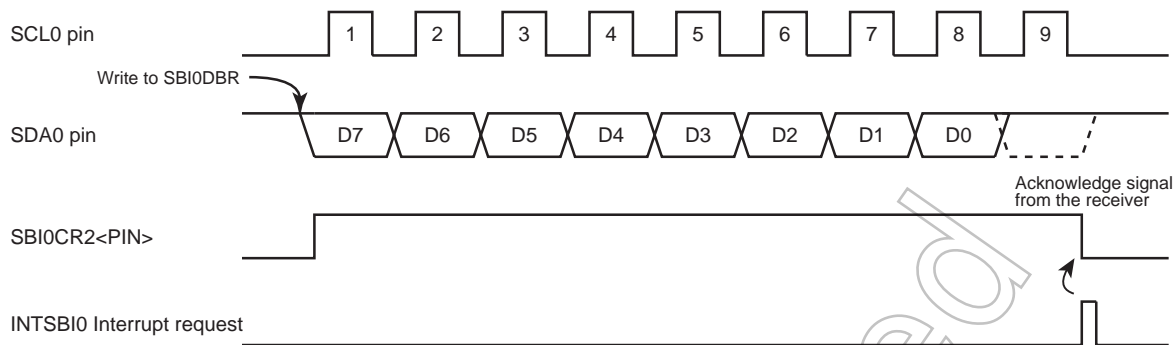 SCL0 pin
1 2 3 4 5 6 7 8 9
Write to SBI0DBR
SDA0 pin
D7 D6 D5 D4 D3 D2 D1 D0
Acknowledge signal
from the receiver
SBI0CR2<PIN>
INTSBI0 Interrupt request